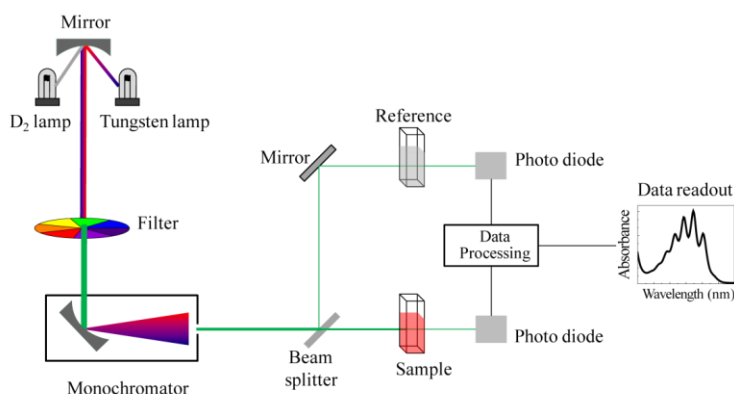 Mirror
D₂ lamp
Tungsten lamp
Filter
Monochromator
Mirror
Reference
Photo diode
Beam
splitter
Sample
Photo diode
Data
Processing
Data readout
Absorbance
Wavelength (nm)